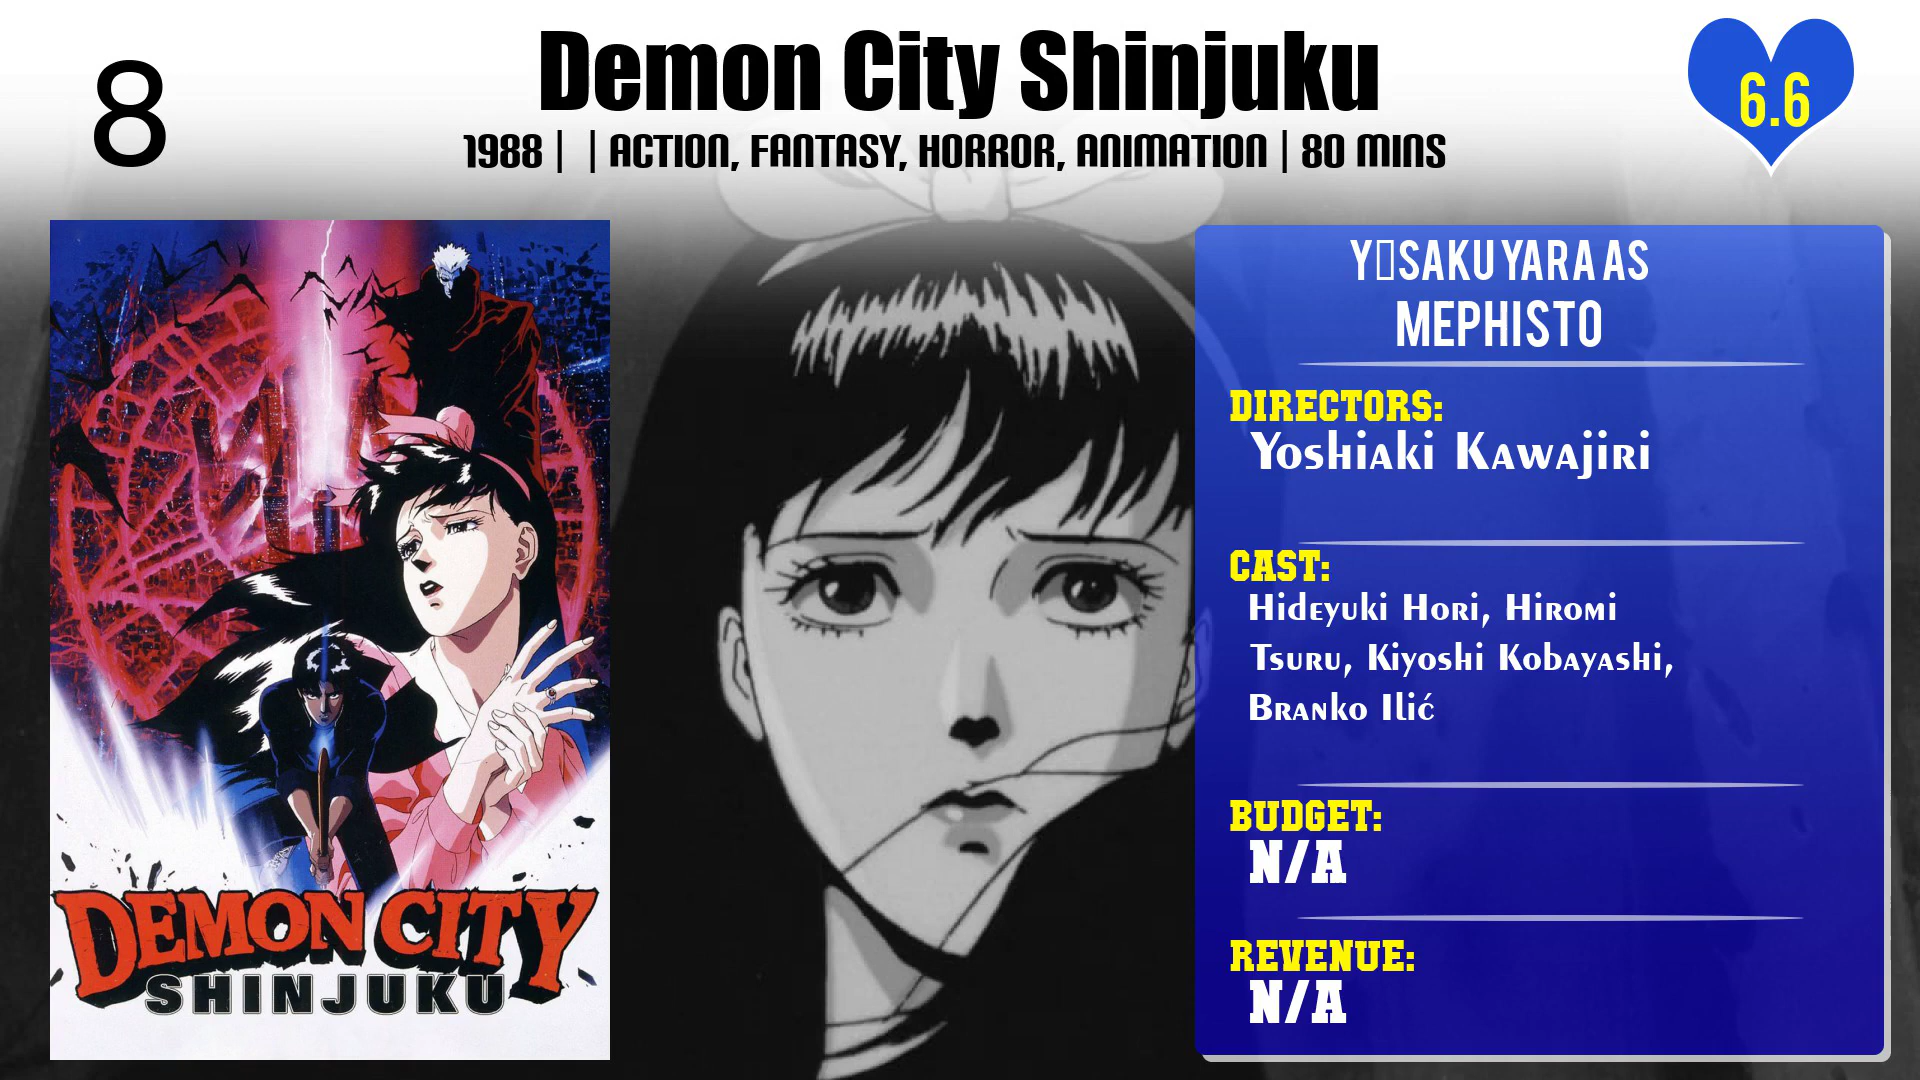 8
Demon City Shinjuku
1988 | | ACTION, FANTASY, HORROR, ANIMATION | 80 MINS
6.6
DEMON CITY
SHINJUKU
Y▯SAKU YARA AS
MEPHISTO
DIRECTORS:
Yoshiaki Kawajiri
CAST:
Hideyuki Hori, Hiromi
Tsuru, Kiyoshi Kobayashi,
Branko Ilić
BUDGET:
N/A
REVENUE:
N/A